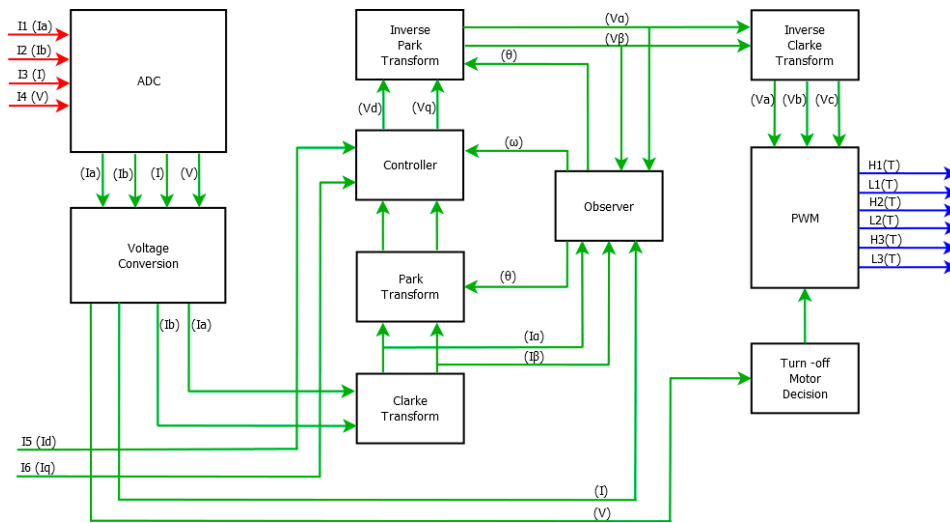 I1 (Ia)
I2 (Ib)
I3 (I)
I4 (V)
ADC
(Ia)
(Ib)
(I)
(V)
Voltage
Conversion
(Ib)
(Ia)
I5 (Id)
I6 (Iq)
(I)
(V)
Inverse
Park
Transform
(Vα)
(Vβ)
(θ)
(Vd)
(Vq)
Controller
(ω)
Observer
Park
Transform
(θ)
(Iα)
(Iβ)
Clarke
Transform
Inverse
Clarke
Transform
(Va)
(Vb)
(Vc)
PWM
H1(T)
L1(T)
H2(T)
L2(T)
H3(T)
L3(T)
Turn -off
Motor
Decision